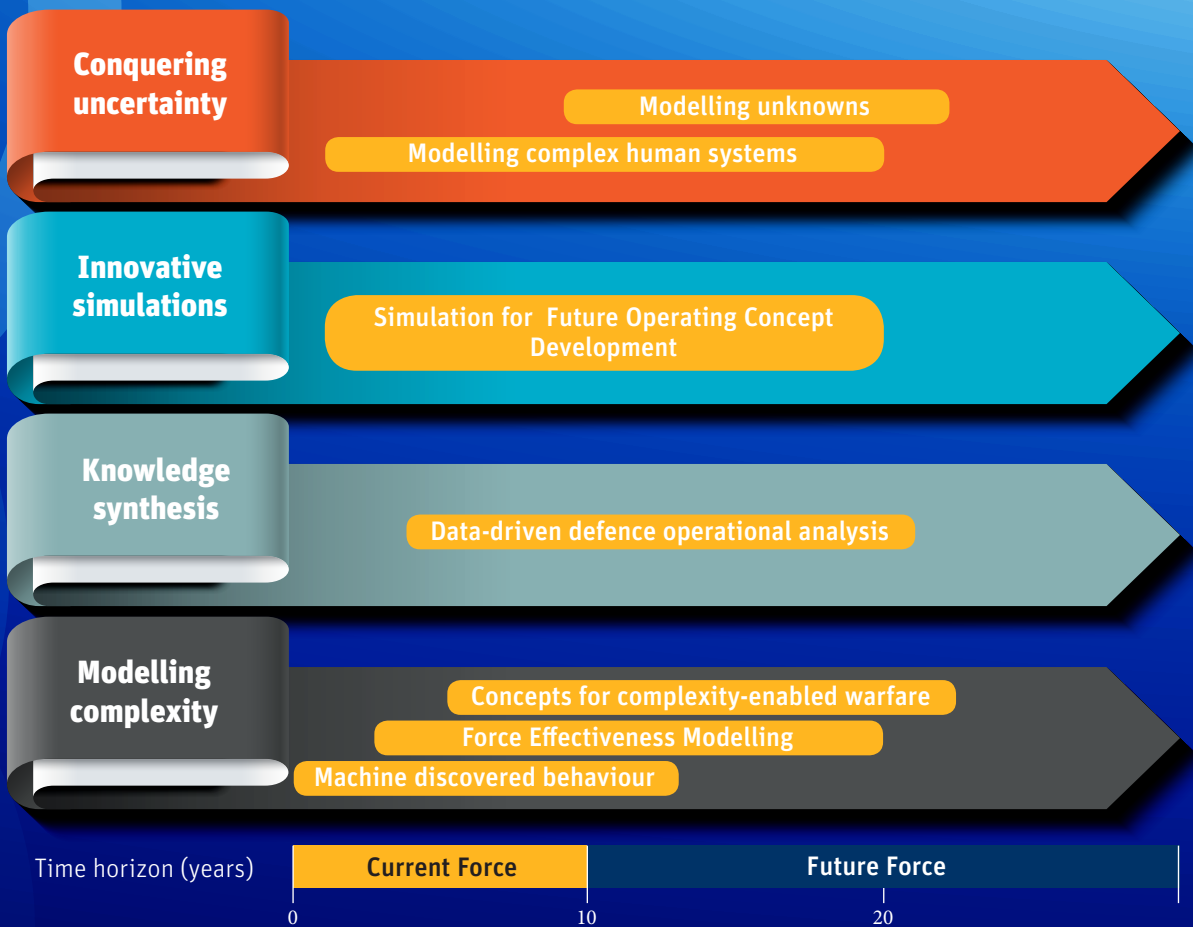 Conquering
uncertainty
Modelling unknowns
Modelling complex human systems
Innovative
simulations
Simulation for Future Operating Concept
Development
Knowledge
synthesis
Data-driven defence operational analysis
Modelling
complexity
Concepts for complexity-enabled warfare
Force Effectiveness Modelling
Machine discovered behaviour
Time horizon (years)
Current Force
Future Force
0
10
20